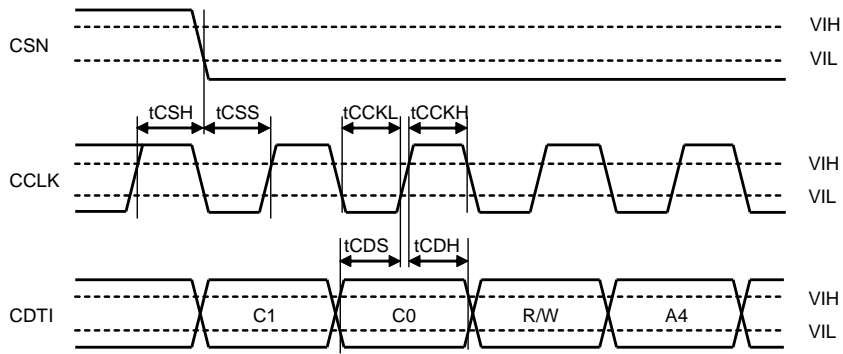 CSN
VIH
VIL
tCSH
tCSS
tCCKL
tCCKH
CCLK
VIH
VIL
tCDS
tCDH
CDTI
C1
C0
R/W
A4
VIH
VIL